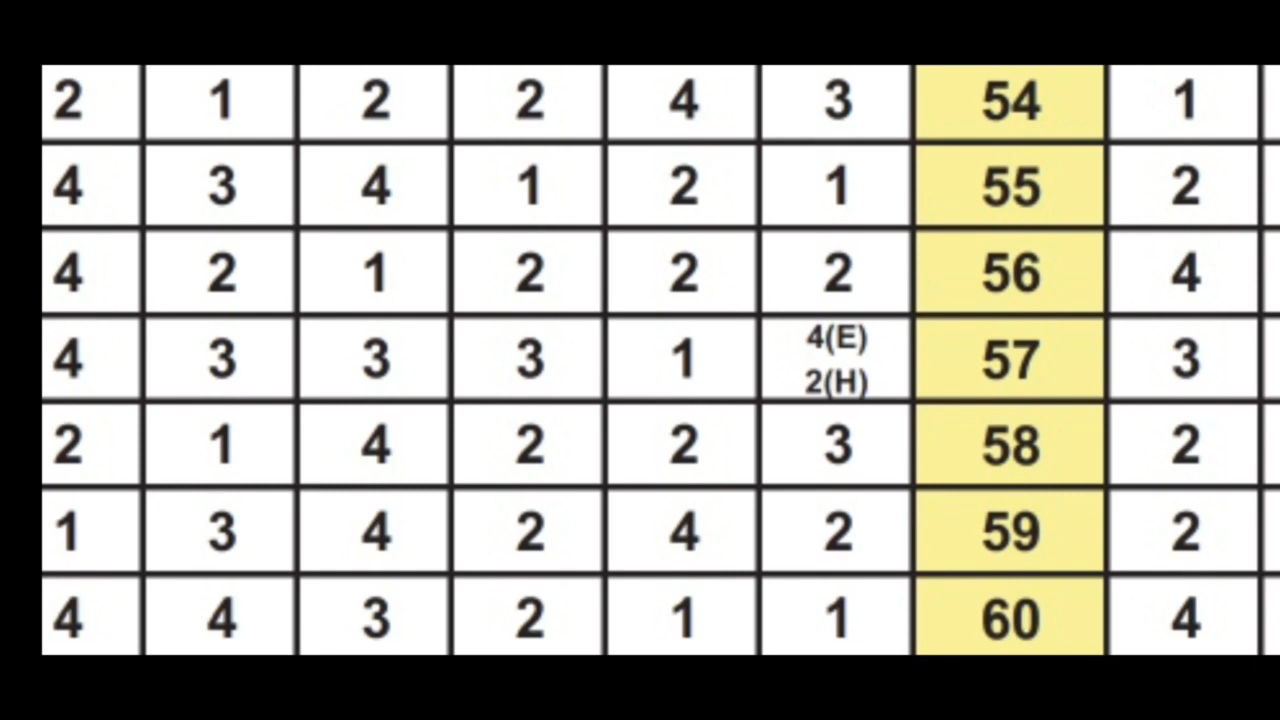 2 1 2 2 4 3 54 1
4 3 4 1 2 1 55 2
4 2 1 2 2 2 56 4
4 3 3 3 1 4(E) 2(H) 57 3
2 1 4 2 2 3 58 2
1 3 4 2 4 2 59 2
4 4 3 2 1 1 60 4